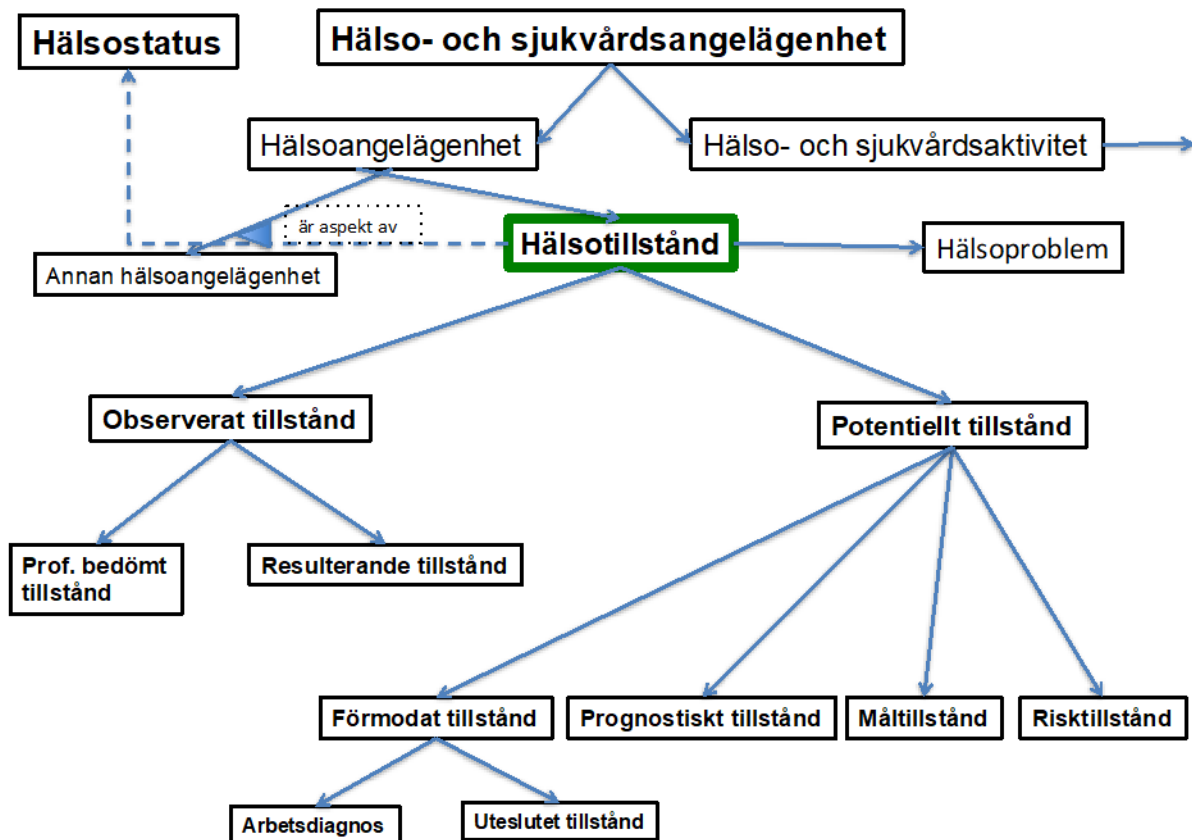 Hälsostatus
Hälso- och sjukvårdsangelägenhet
Hälsoangelägenhet
Hälso- och sjukvårdsaktivitet
är aspekt av
Hälsotillstånd
Hälsoproblem
Annan hälsoangelägenhet
Observerat tillstånd
Potentiellt tillstånd
Prof. bedömt
tillstånd
Resulterande tillstånd
Förmodat tillstånd
Prognostiskt tillstånd
Måltillstånd
Risktillstånd
Arbetsdiagnos
Uteslutet tillstånd